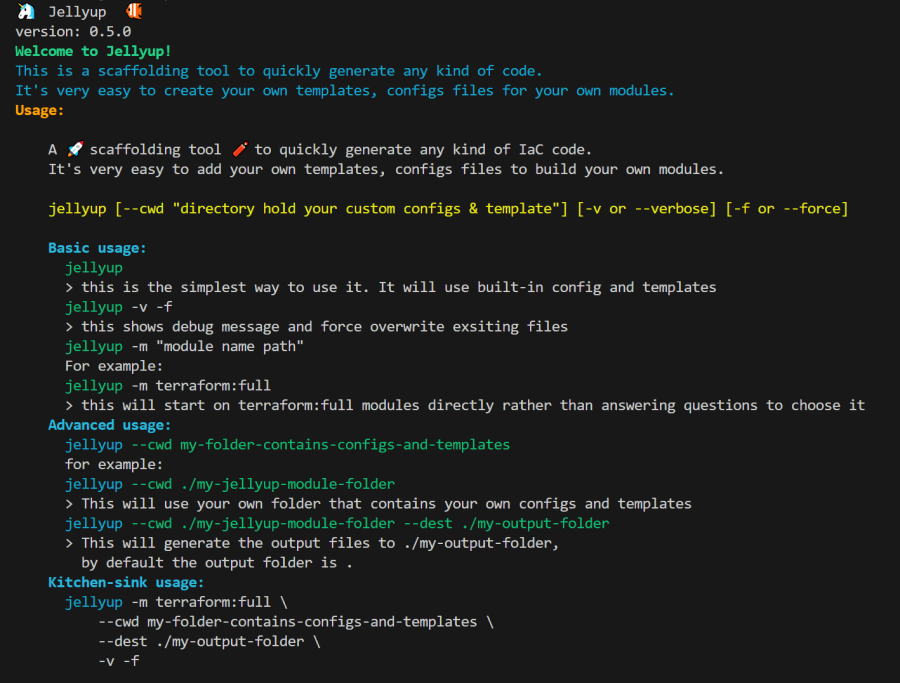 🦄 Jellyup 🐠
version: 0.5.0
Welcome to Jellyup!
This is a scaffolding tool to quickly generate any kind of code.
It's very easy to create your own templates, configs files for your own modules.
Usage:
A 🚀 scaffolding tool 🧨 to quickly generate any kind of IaC code.
It's very easy to add your own templates, configs files to build your own modules.
jellyup [--cwd "directory hold your custom configs & template"] [-v or --verbose] [-f or --force]
Basic usage:
jellyup
> this is the simplest way to use it. It will use built-in config and templates
jellyup -v -f
> this shows debug message and force overwrite exsiting files
jellyup -m "module name path"
For example:
jellyup -m terraform:full
> this will start on terraform:full modules directly rather than answering questions to choose it
Advanced usage:
jellyup --cwd my-folder-contains-configs-and-templates
for example:
jellyup --cwd ./my-jellyup-module-folder
> This will use your own folder that contains your own configs and templates
jellyup --cwd ./my-jellyup-module-folder --dest ./my-output-folder
> This will generate the output files to ./my-output-folder,
by default the output folder is .
Kitchen-sink usage:
jellyup -m terraform:full \
--cwd my-folder-contains-configs-and-templates \
--dest ./my-output-folder \
-v -f